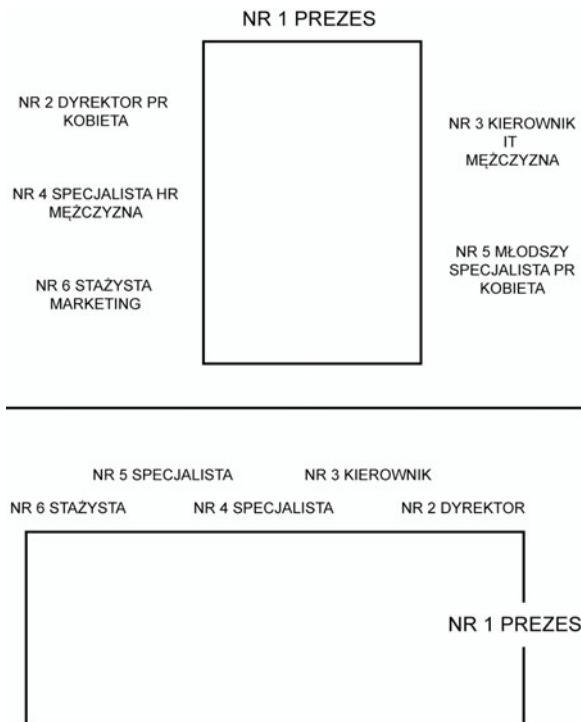 NR 1 PREZES
NR 2 DYREKTOR PR
KOBIETA
NR 3 KIEROWNIK
IT
MĘŻCZYZNA
NR 4 SPECJALISTA HR
MĘŻCZYZNA
NR 5 MŁODSZY
SPECJALISTA PR
KOBIETA
NR 6 STAŻYSTA
MARKETING
NR 5 SPECJALISTA NR 3 KIEROWNIK
NR 6 STAŻYSTA NR 4 SPECJALISTA NR 2 DYREKTOR
NR 1 PREZES